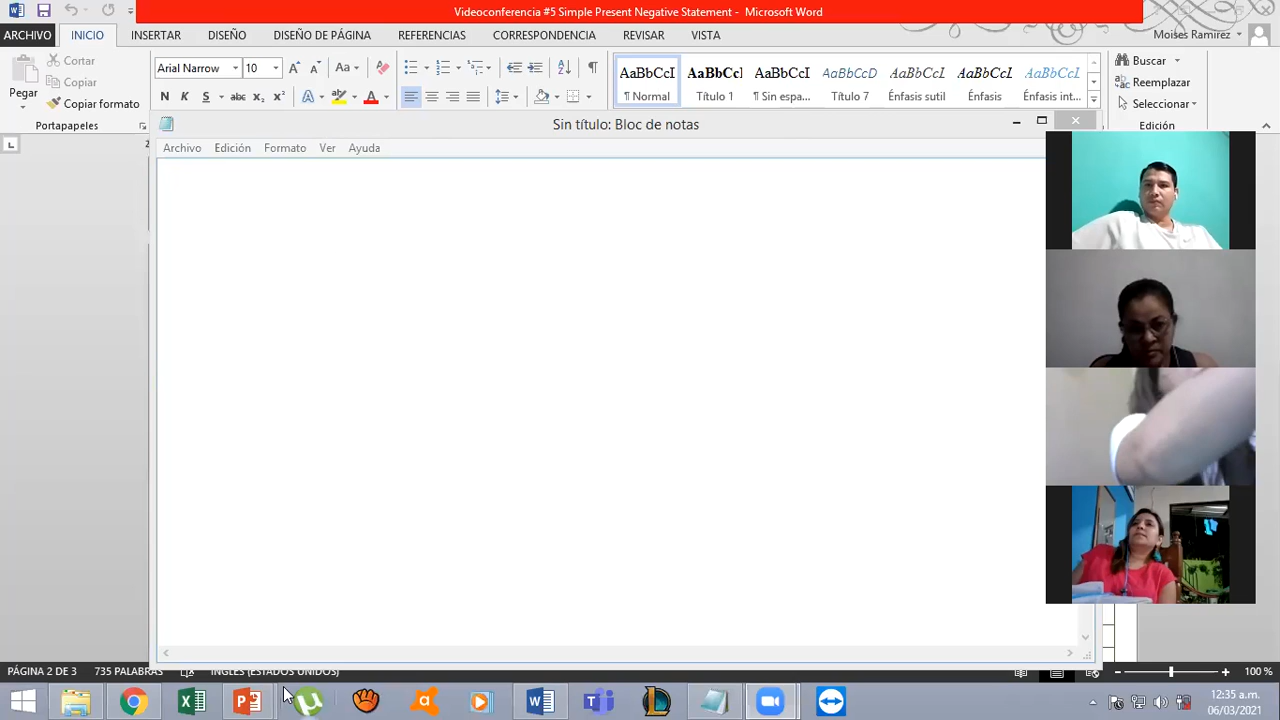 Videoconferencia #5 Simple Present Negative Statement - Microsoft Word
ARCHIVO INICIO INSERTAR DISEÑO DISEÑO DE PÁGINA REFERENCIAS CORRESPONDENCIA REVISAR VISTA Moises Ramirez
Pegar
Cortar
Copiar
Copiar formato
Portapapeles
Arial Narrow 10 Aa
N K S abc x₂ x² A A
AaBbCcI AaBbCcI AaBbCcI AaBbCcD AaBbCcI AaBbCcI AaBbCcI
¶ Normal Título 1 ¶ Sin espa... Título 7 Énfasis sutil Énfasis Énfasis int...
Buscar
Reemplazar
Seleccionar
Edición
Sin título: Bloc de notas
Archivo Edición Formato Ver Ayuda
PÁGINA 2 DE 3 735 PALABRAS INGLÉS (ESTADOS UNIDOS) 100 %
12:35 a.m.
06/03/2021